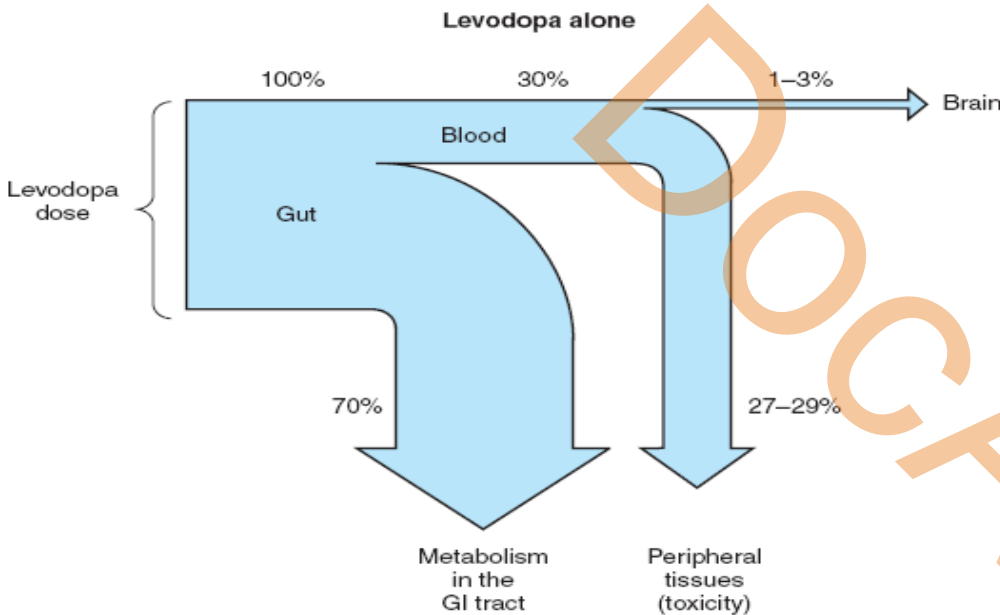 Levodopa alone
100%
30%
1–3%
Brain
Blood
Levodopa
dose
Gut
70%
27–29%
Metabolism
in the
GI tract
Peripheral
tissues
(toxicity)